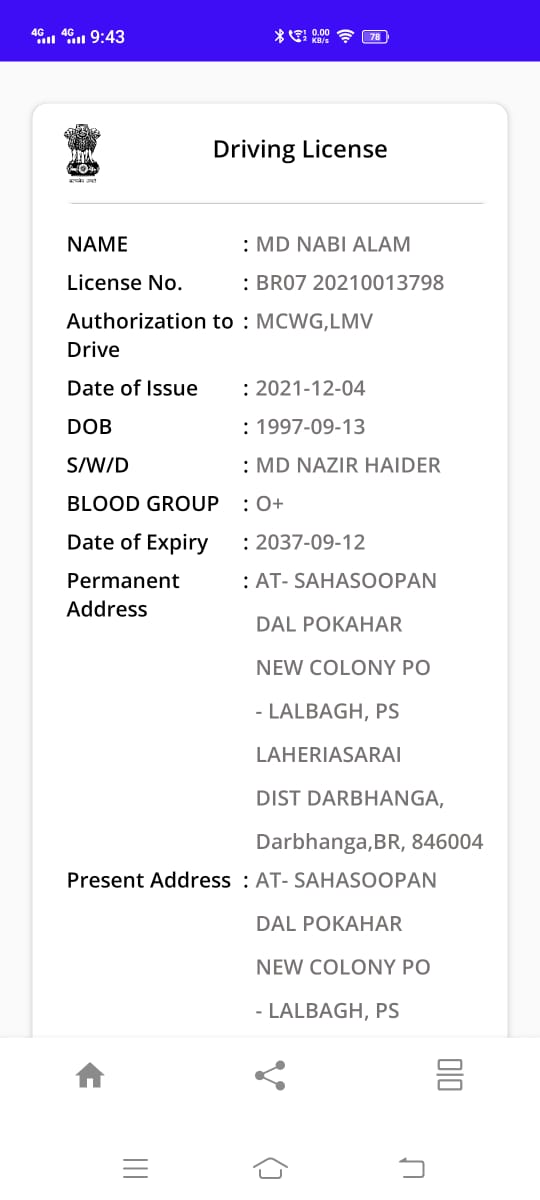 4G 4G 9:43 0.00 KB/s 78
Driving License
NAME : MD NABI ALAM
License No. : BR07 20210013798
Authorization to : MCWG,LMV
Drive
Date of Issue : 2021-12-04
DOB : 1997-09-13
S/W/D : MD NAZIR HAIDER
BLOOD GROUP : O+
Date of Expiry : 2037-09-12
Permanent : AT- SAHASOOPAN
Address
DAL POKAHAR
NEW COLONY PO
- LALBAGH, PS
LAHERIASARAI
DIST DARBHANGA,
Darbhanga,BR, 846004
Present Address : AT- SAHASOOPAN
DAL POKAHAR
NEW COLONY PO
- LALBAGH, PS